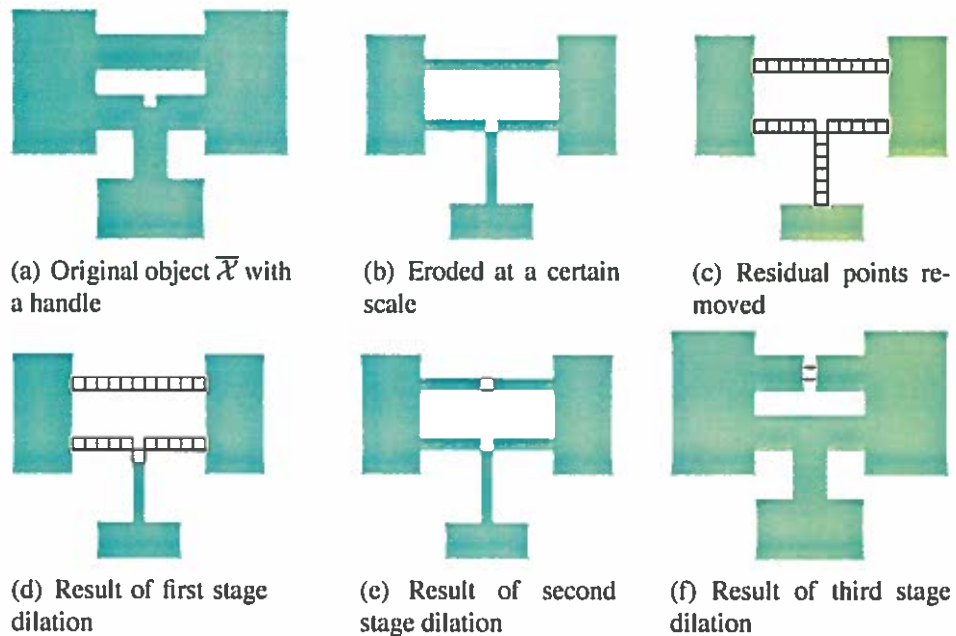 (a) Original object X̅ with
a handle
(b) Eroded at a certain
scale
(c) Residual points re-
moved
(d) Result of first stage
dilation
(e) Result of second
stage dilation
(f) Result of third stage
dilation